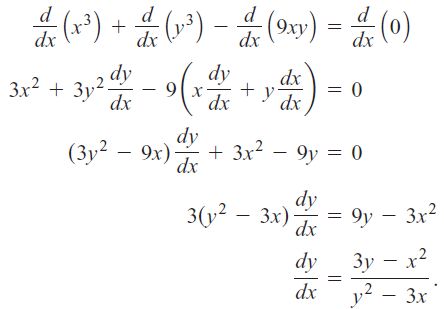 d/dx (x³) + d/dx (y³) − d/dx (9xy) = d/dx (0)
3x² + 3y² dy/dx − 9(x dy/dx + y dx/dx) = 0
(3y² − 9x) dy/dx + 3x² − 9y = 0
3(y² − 3x) dy/dx = 9y − 3x²
dy/dx = (3y − x²)/(y² − 3x).